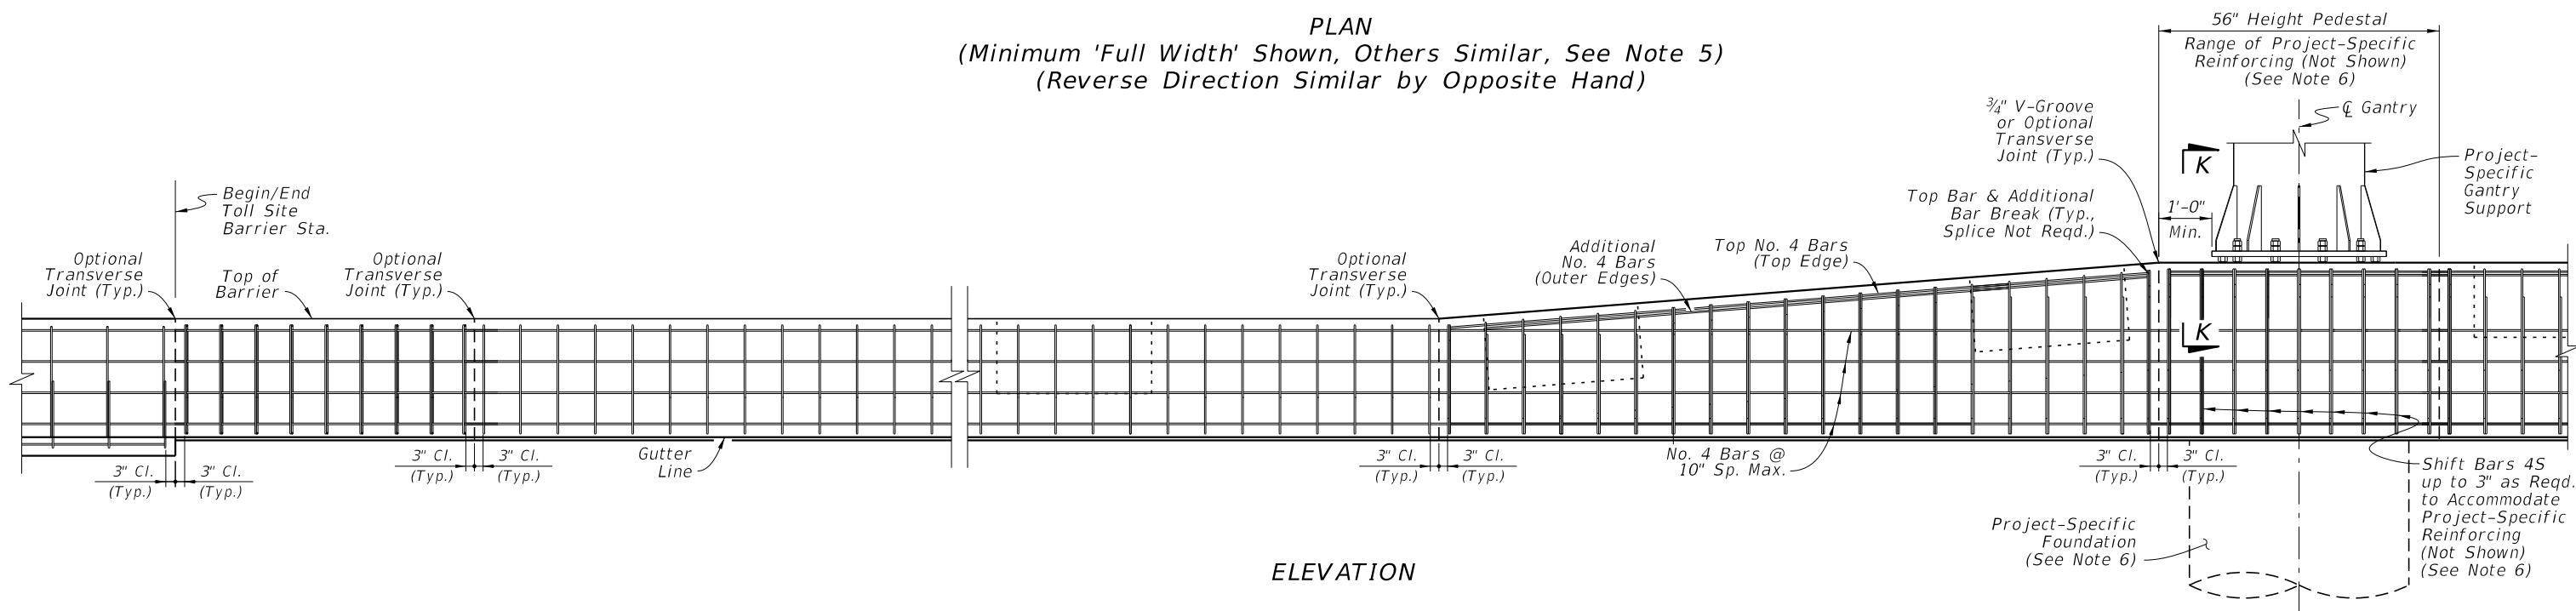 PLAN
(Minimum 'Full Width' Shown, Others Similar, See Note 5)
(Reverse Direction Similar by Opposite Hand)
56" Height Pedestal
Range of Project-Specific
Reinforcing (Not Shown)
(See Note 6)
℄ Gantry
¾" V-Groove
or Optional
Transverse
Joint (Typ.)
K
Project-
Specific
Gantry
Support
Begin/End
Toll Site
Barrier Sta.
Top Bar & Additional
Bar Break (Typ.,
Splice Not Reqd.)
1'-0"
Min.
Optional
Transverse
Joint (Typ.)
Top of
Barrier
Optional
Transverse
Joint (Typ.)
Optional
Transverse
Joint (Typ.)
Additional
No. 4 Bars
(Outer Edges)
Top No. 4 Bars
(Top Edge)
K
3" Cl.
(Typ.)
3" Cl.
(Typ.)
3" Cl.
(Typ.)
3" Cl.
(Typ.)
Gutter
Line
3" Cl.
(Typ.)
3" Cl.
(Typ.)
No. 4 Bars @
10" Sp. Max.
3" Cl.
(Typ.)
3" Cl.
(Typ.)
Shift Bars 4S
up to 3" as Reqd.
to Accommodate
Project-Specific
Reinforcing
(Not Shown)
(See Note 6)
Project-Specific
Foundation
(See Note 6)
ELEVATION